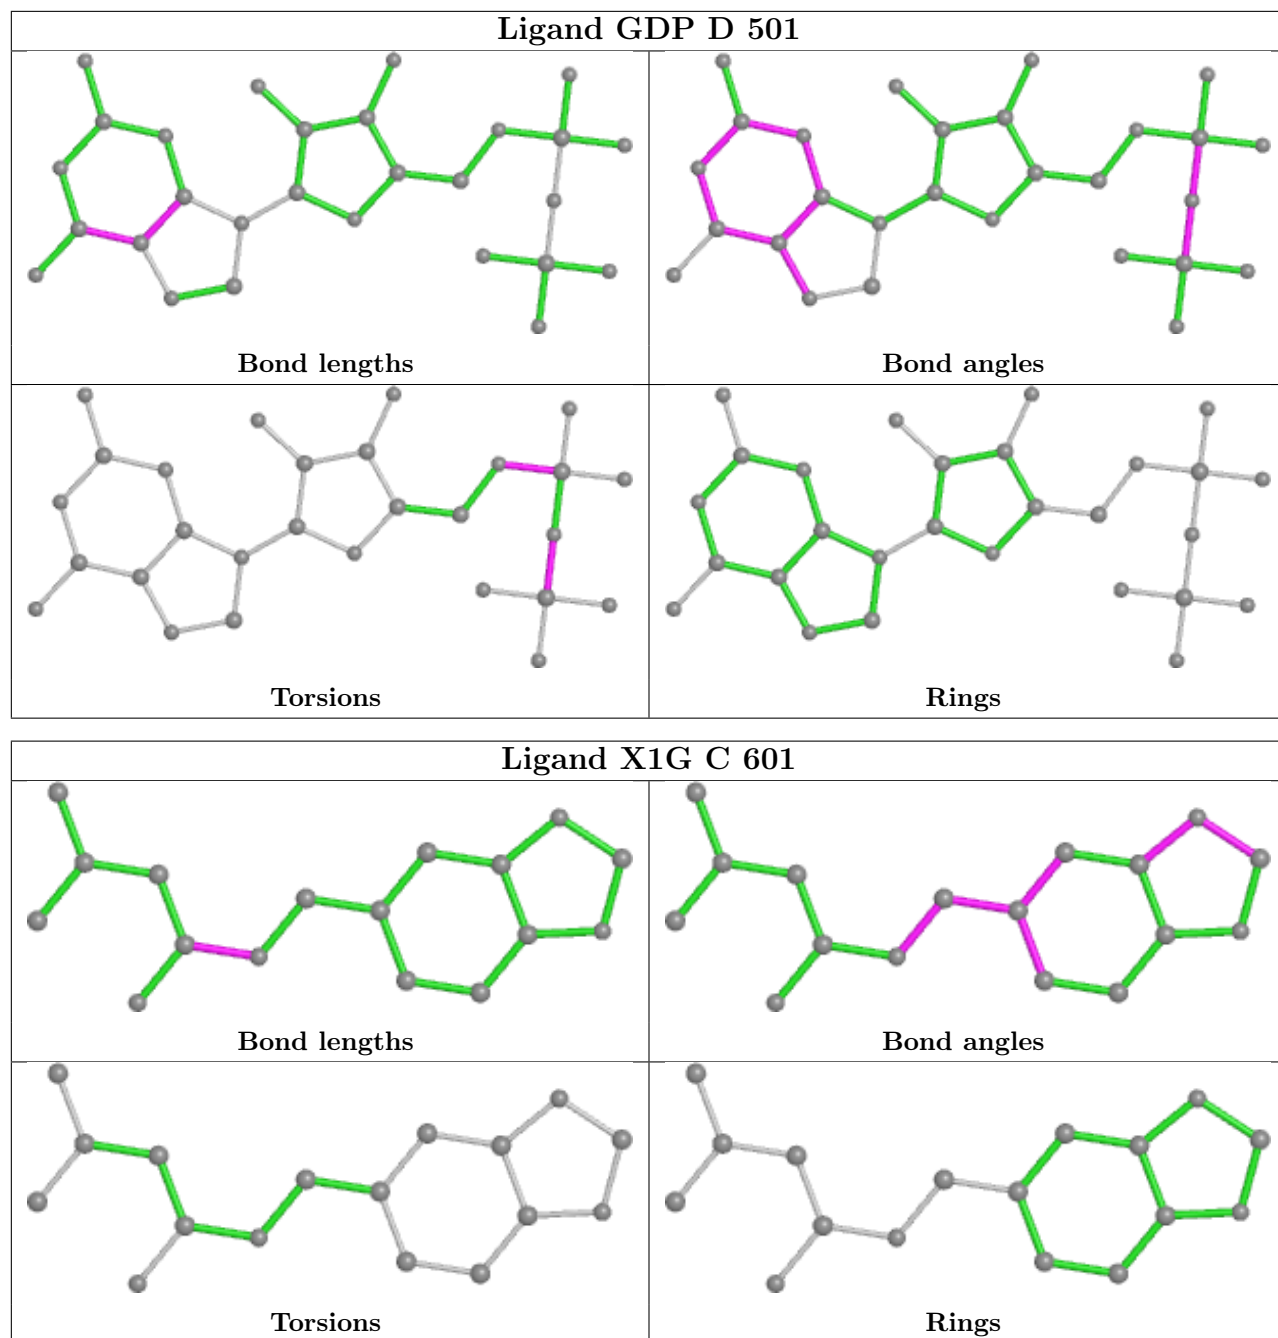 Ligand GDP D 501
Bond lengths
Bond angles
Torsions
Rings
Ligand X1G C 601
Bond lengths
Bond angles
Torsions
Rings